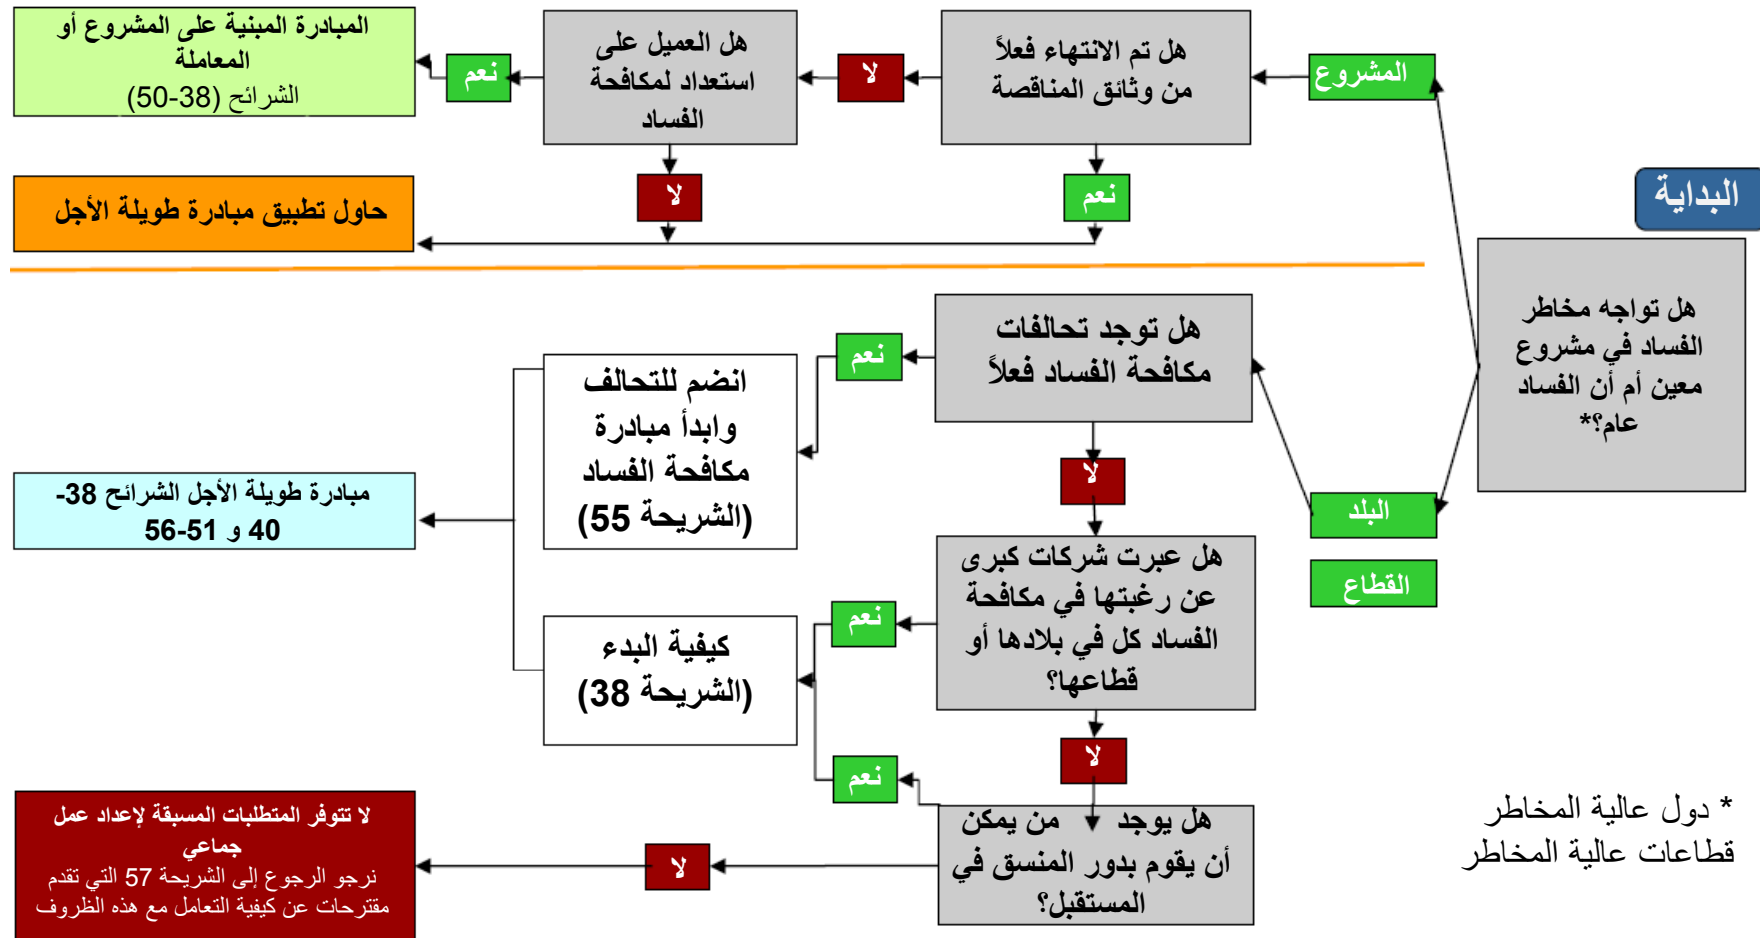 البداية
هل تواجه مخاطر
الفساد في مشروع
معين أم أن الفساد
عام؟*
المشروع
هل تم الانتهاء فعلاً
من وثائق المناقصة
لا
نعم
هل العميل على
استعداد لمكافحة
الفساد
نعم
لا
المبادرة المبنية على المشروع أو
المعاملة
الشرائح (38-50)
حاول تطبيق مبادرة طويلة الأجل
البلد
القطاع
هل توجد تحالفات
مكافحة الفساد فعلاً
نعم
لا
انضم للتحالف
وابدأ مبادرة
مكافحة الفساد
(الشريحة 55)
هل عبرت شركات كبرى
عن رغبتها في مكافحة
الفساد كل في بلادها أو
قطاعها؟
نعم
لا
كيفية البدء
(الشريحة 38)
مبادرة طويلة الأجل الشرائح 38-
40 و 51-56
هل يوجد من يمكن
أن يقوم بدور المنسق في
المستقبل؟
نعم
لا
لا تتوفر المتطلبات المسبقة لإعداد عمل
جماعي
نرجو الرجوع إلى الشريحة 57 التي تقدم
مقترحات عن كيفية التعامل مع هذه الظروف
* دول عالية المخاطر
قطاعات عالية المخاطر